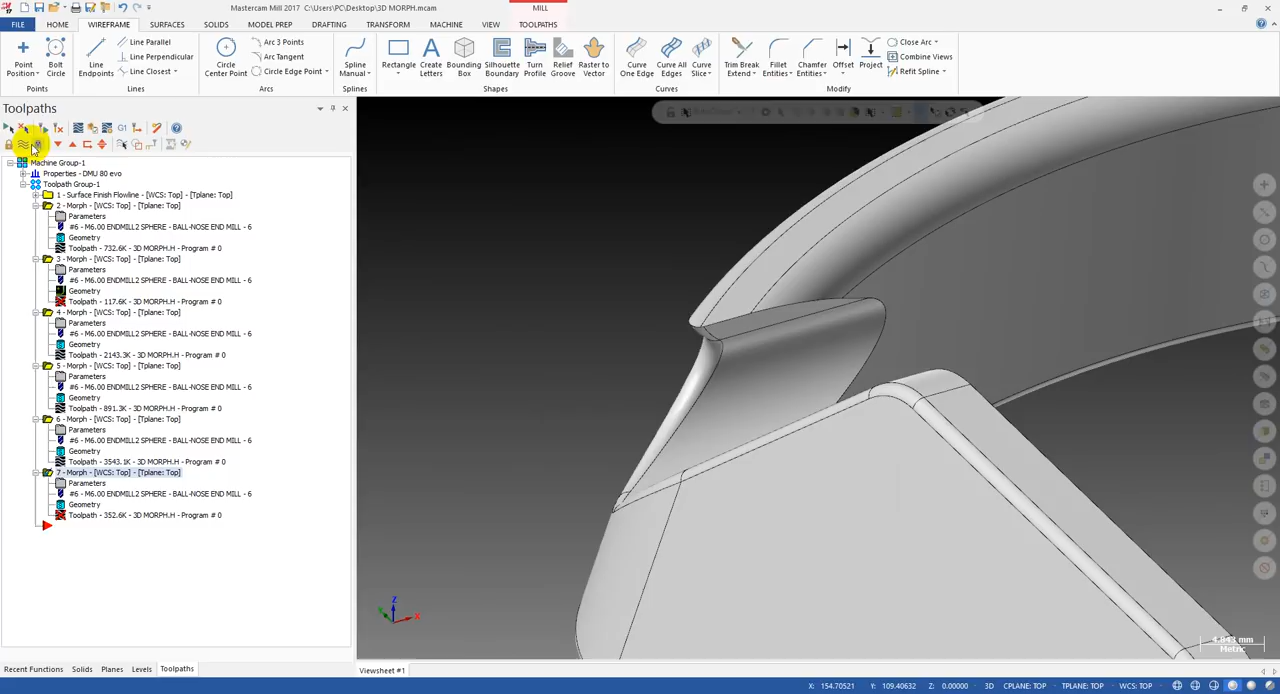 Mastercam Mill 2017 C:\Users\PC\Desktop\3D MORPH.mcam
MILL
FILE HOME WIREFRAME SURFACES SOLIDS MODEL PREP DRAFTING TRANSFORM MACHINE VIEW TOOLPATHS
Point Position
Bolt Circle
Points
Line Endpoints
Line Parallel
Line Perpendicular
Line Closest
Lines
Circle Center Point
Arc 3 Points
Arc Tangent
Circle Edge Point
Arcs
Spline Manual
Splines
Rectangle
Create Letters
Bounding Box
Silhouette Boundary
Turn Profile
Relief Groove
Raster to Vector
Shapes
Curve One Edge
Curve All Edges
Curve Slice
Curves
Trim Break Extend
Fillet Entities
Chamfer Entities
Offset
Project
Close Arc
Combine Views
Refit Spline
Modify
Toolpaths
G1
Machine Group-1
Properties - DMU 80 evo
Toolpath Group-1
1 - Surface Finish Flowline - [WCS: Top] - [Tplane: Top]
2 - Morph - [WCS: Top] - [Tplane: Top]
Parameters
#6 - M6.00 ENDMILL2 SPHERE - BALL-NOSE END MILL - 6
Geometry
Toolpath - 732.6K - 3D MORPH.H - Program # 0
3 - Morph - [WCS: Top] - [Tplane: Top]
Parameters
#6 - M6.00 ENDMILL2 SPHERE - BALL-NOSE END MILL - 6
Geometry
Toolpath - 117.6K - 3D MORPH.H - Program # 0
4 - Morph - [WCS: Top] - [Tplane: Top]
Parameters
#6 - M6.00 ENDMILL2 SPHERE - BALL-NOSE END MILL - 6
Geometry
Toolpath - 2143.3K - 3D MORPH.H - Program # 0
5 - Morph - [WCS: Top] - [Tplane: Top]
Parameters
#6 - M6.00 ENDMILL2 SPHERE - BALL-NOSE END MILL - 6
Geometry
Toolpath - 891.3K - 3D MORPH.H - Program # 0
6 - Morph - [WCS: Top] - [Tplane: Top]
Parameters
#6 - M6.00 ENDMILL2 SPHERE - BALL-NOSE END MILL - 6
Geometry
Toolpath - 3543.1K - 3D MORPH.H - Program # 0
7 - Morph - [WCS: Top] - [Tplane: Top]
Parameters
#6 - M6.00 ENDMILL2 SPHERE - BALL-NOSE END MILL - 6
Geometry
Toolpath - 352.6K - 3D MORPH.H - Program # 0
Z
Y
X
4.843 mm
Metric
Recent Functions Solids Planes Levels Toolpaths
Viewsheet #1
X: 154.70521 Y: 109.40632 Z: 0.00000 3D CPLANE: TOP TPLANE: TOP WCS: TOP